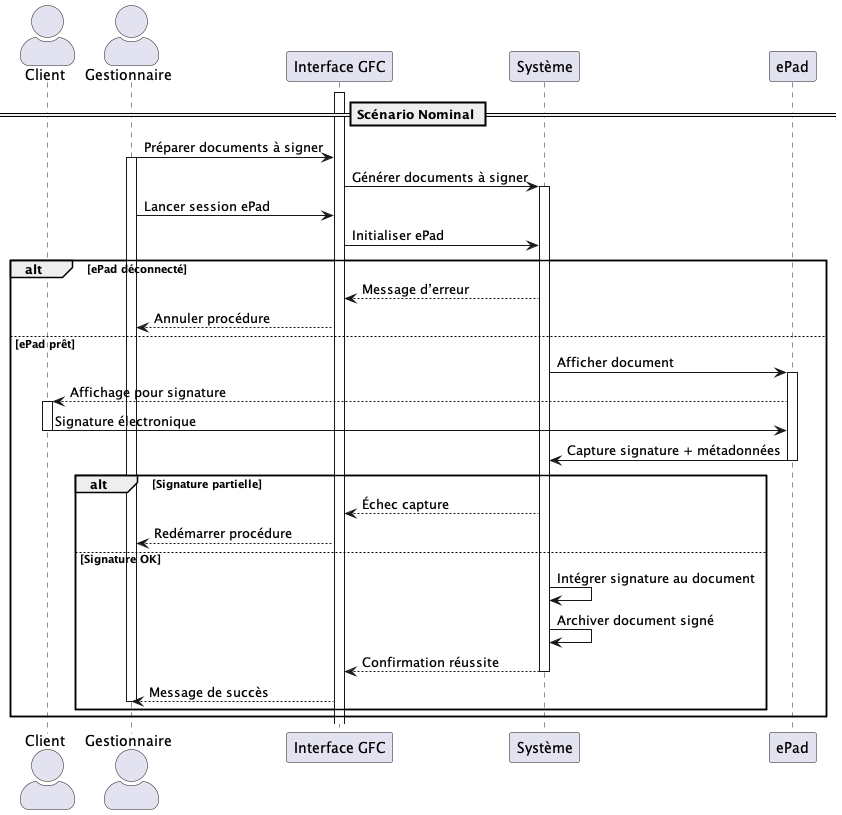 Client
Gestionnaire
Interface GFC
Système
ePad
Scénario Nominal
Préparer documents à signer
Générer documents à signer
Lancer session ePad
Initialiser ePad
alt
[ePad déconnecté]
Message d’erreur
Annuler procédure
[ePad prêt]
Afficher document
Affichage pour signature
Signature électronique
Capture signature + métadonnées
alt
[Signature partielle]
Échec capture
Redémarrer procédure
[Signature OK]
Intégrer signature au document
Archiver document signé
Confirmation réussite
Message de succès
Client
Gestionnaire
Interface GFC
Système
ePad